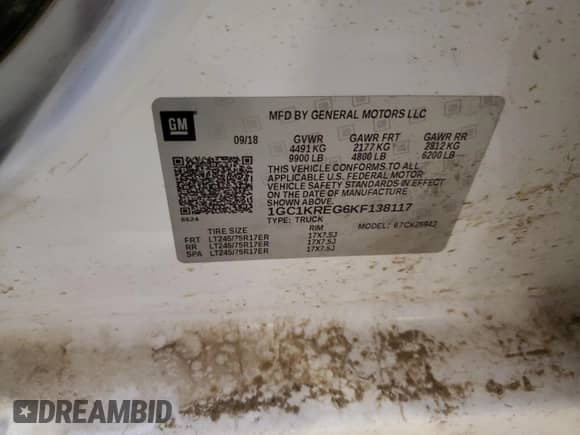 MFD BY GENERAL MOTORS LLC
GM
09/18 GVWR GAWR FRT GAWR RR
4491 KG 2177 KG 2812 KG
9900 LB 4800 LB 6200 LB
THIS VEHICLE CONFORMS TO ALL
APPLICABLE U.S. FEDERAL MOTOR
VEHICLE SAFETY STANDARDS IN EFFECT
ON THE DATE OF MANUFACTURE
SHOWN ABOVE.
1GC1KREG6KF138117
TYPE: TRUCK MODEL:
TIRE SIZE RIM
FRT LT245/75R17ER 17X7.5J
RR LT245/75R17ER 17X7.5J
SPA LT245/75R17ER 17X7.5J
DREAMBID